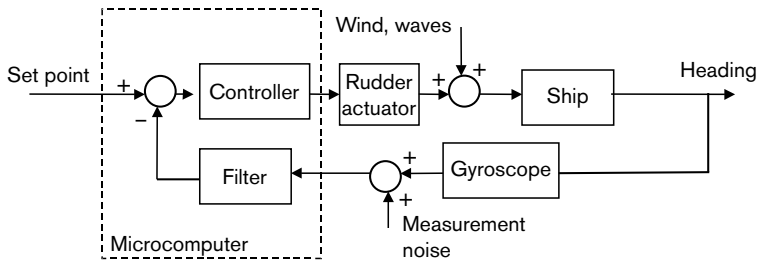 Wind, waves
Set point
+
−
Controller
Rudder
actuator
+
+
Ship
Heading
Filter
+
+
Gyroscope
Measurement
noise
Microcomputer